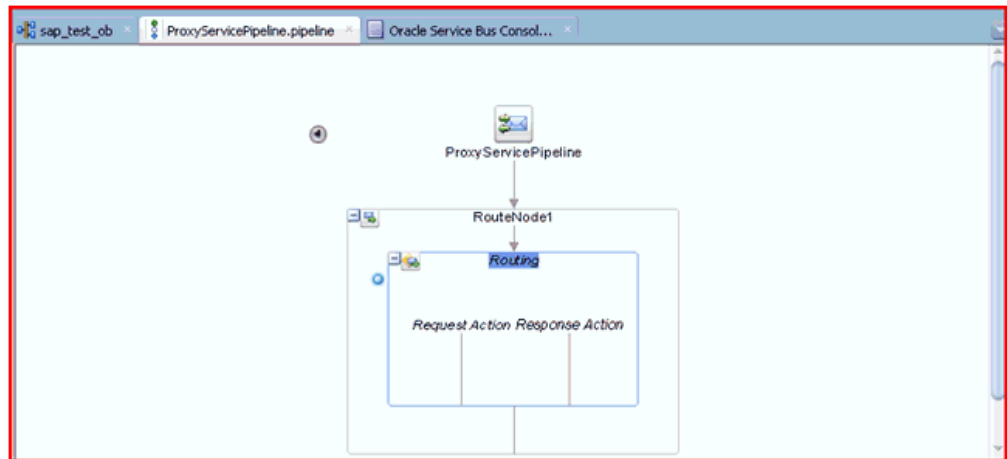 sap_test_ob ProxyServicePipeline.pipeline Oracle Service Bus Consol...
ProxyServicePipeline
RouteNode1
Routing
Request Action Response Action